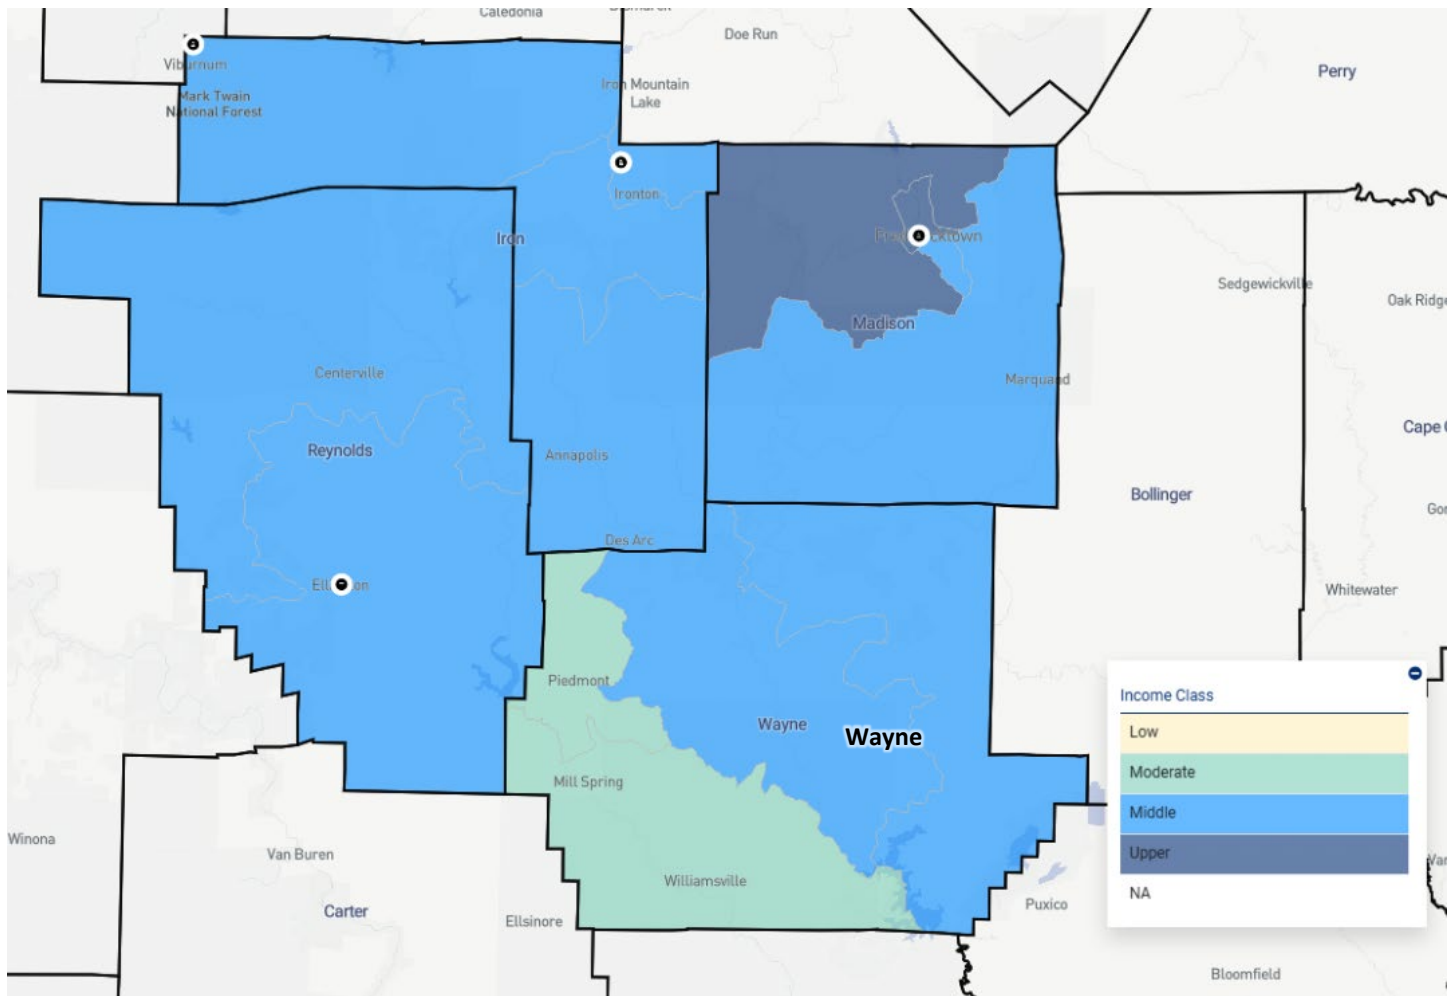 Caledonia
Doe Run
Perry
Viburnum
Mark Twain
National Forest
Iron Mountain
Lake
Ironton
Iron
Madison
Sedgewickville
Oak Ridge
Centerville
Marquand
Reynolds
Annapolis
Cape
Bollinger
Des Arc
Whitewater
Piedmont
Wayne
Wayne
Mill Spring
Williamsville
Winona
Van Buren
Carter
Ellsinore
Puxico
Bloomfield
Income Class
Low
Moderate
Middle
Upper
NA